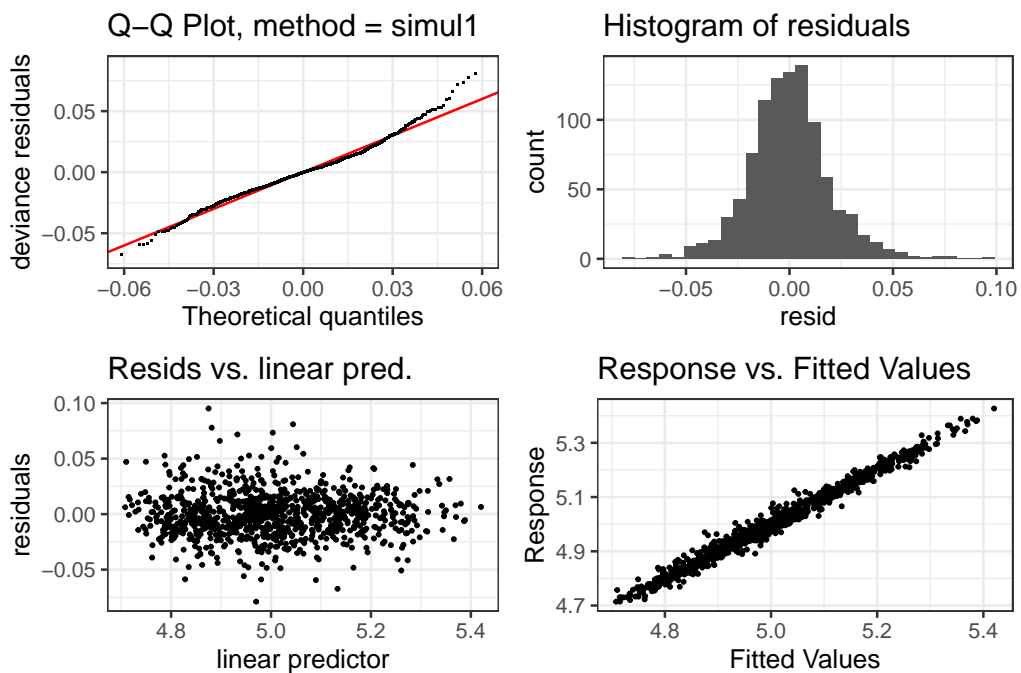 Q−Q Plot, method = simul1
deviance residuals
0.05
0.00
−0.05
−0.06
−0.03
0.00
0.03
0.06
Theoretical quantiles
Histogram of residuals
count
100
50
0
−0.05
0.00
0.05
0.10
resid
Resids vs. linear pred.
residuals
0.10
0.05
0.00
−0.05
4.8
5.0
5.2
5.4
linear predictor
Response vs. Fitted Values
Response
5.3
5.1
4.9
4.7
4.8
5.0
5.2
5.4
Fitted Values